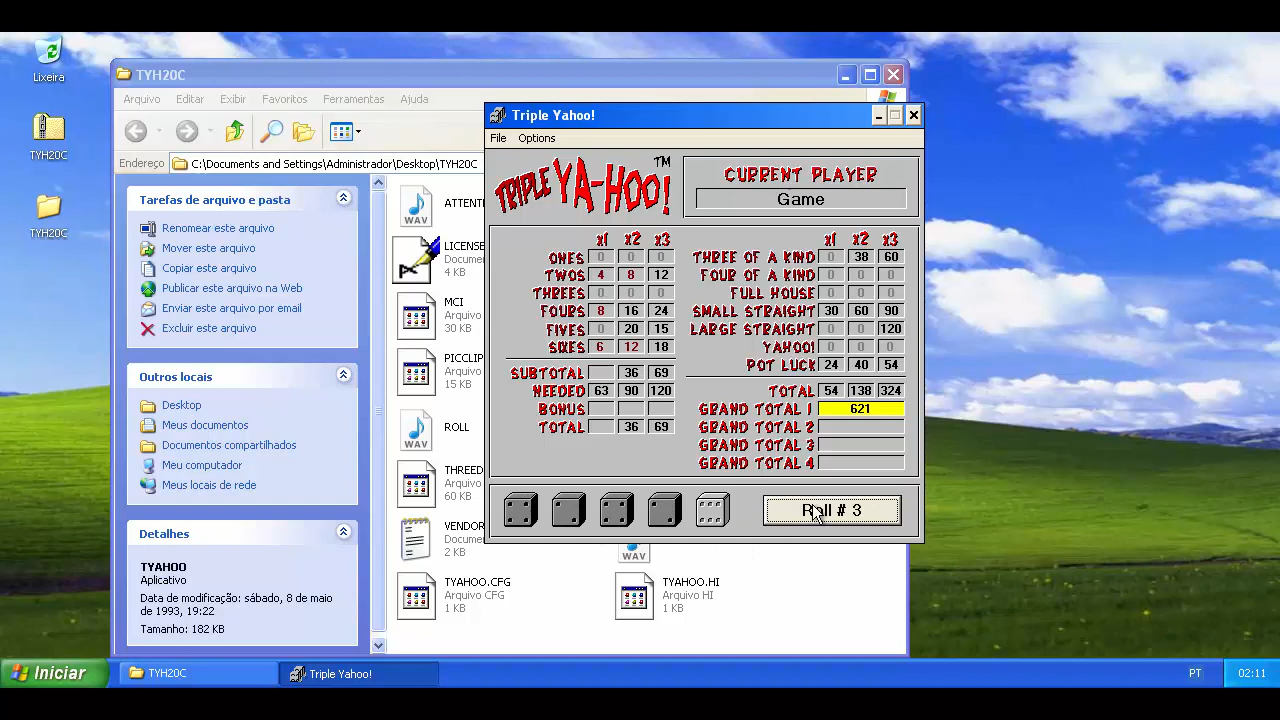 Lixeira
TYH20C
TYH20C
TYH20C
Arquivo Editar Exibir Favoritos Ferramentas Ajuda
Endereço C:\Documents and Settings\Administrador\Desktop\TYH20C
Tarefas de arquivo e pasta
Renomear este arquivo
Mover este arquivo
Copiar este arquivo
Publicar este arquivo na Web
Enviar este arquivo por email
Excluir este arquivo
Outros locais
Desktop
Meus documentos
Documentos compartilhados
Meu computador
Meus locais de rede
Detalhes
TYAHOO
Aplicativo
Data de modificação: sábado, 8 de maio
de 1993, 19:22
Tamanho: 182 KB
ATTENT
WAV
LICENSE
Docume
4 KB
MCI
Arquivo
30 KB
PICCLIP
Arquivo
15 KB
ROLL
WAV
THREED
Arquivo
60 KB
VENDOR
Docume
2 KB
WAV
TYAHOO.CFG
Arquivo CFG
1 KB
TYAHOO.HI
Arquivo HI
1 KB
Triple Yahoo!
File Options
TRIPLE YA-HOO! TM
CURRENT PLAYER
Game
x1 x2 x3
ONES 0 0 0
TWOS 4 8 12
THREES 0 0 0
FOURS 8 16 24
FIVES 0 20 15
SIXES 6 12 18
SUBTOTAL 36 69
NEEDED 63 90 120
BONUS
TOTAL 36 69
x1 x2 x3
THREE OF A KIND 0 38 60
FOUR OF A KIND 0 0 0
FULL HOUSE 0 0 0
SMALL STRAIGHT 30 60 90
LARGE STRAIGHT 0 0 120
YAHOO! 0 0 0
POT LUCK 24 40 54
TOTAL 54 138 324
GRAND TOTAL 1 621
GRAND TOTAL 2
GRAND TOTAL 3
GRAND TOTAL 4
Roll # 3
Iniciar TYH20C Triple Yahoo! PT 02:11